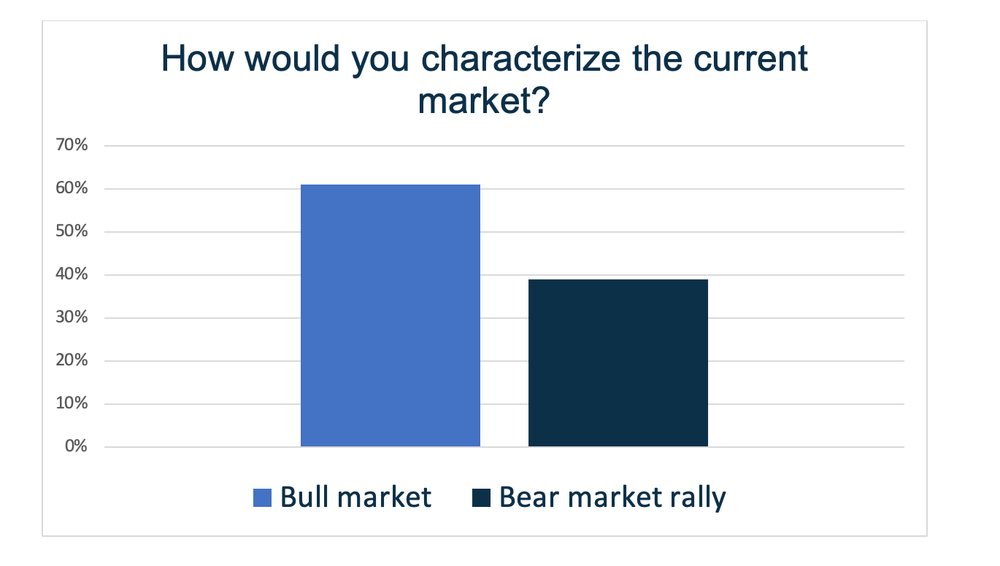 How would you characterize the current
market?
70%
60%
50%
40%
30%
20%
10%
0%
Bull market
Bear market rally